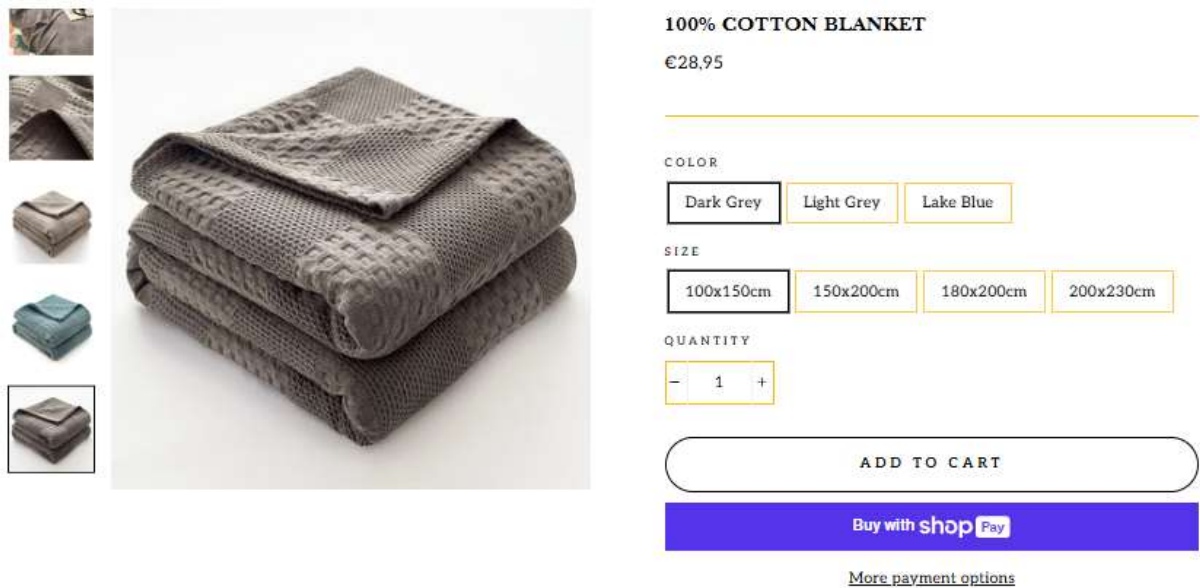 100% COTTON BLANKET
€28,95
COLOR
Dark Grey
Light Grey
Lake Blue
SIZE
100x150cm
150x200cm
180x200cm
200x230cm
QUANTITY
− 1 +
ADD TO CART
Buy with shop Pay
More payment options